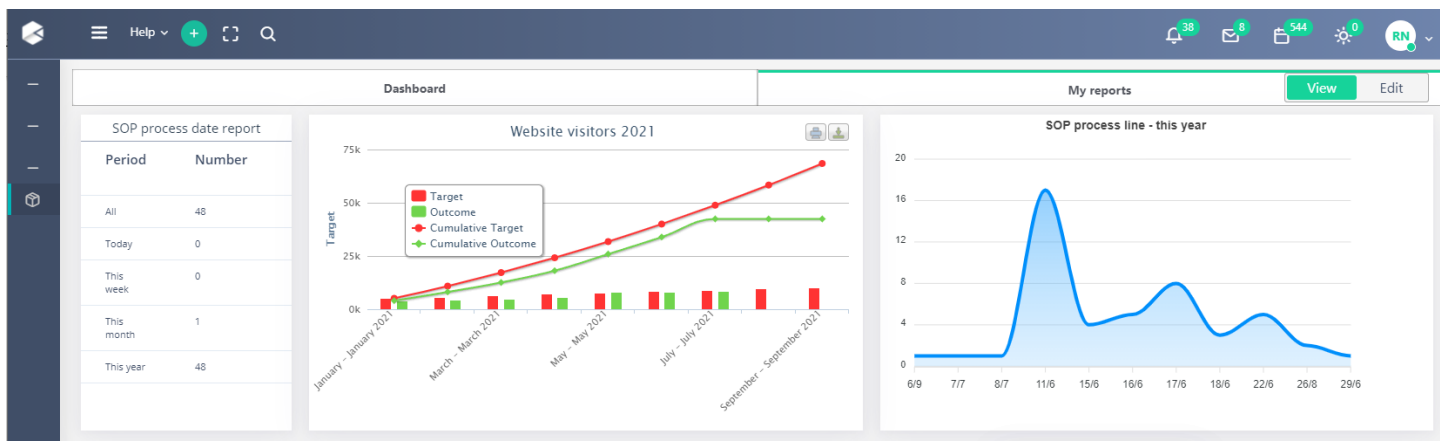 Help
38
8
544
0
RN
Dashboard
My reports
View
Edit
SOP process date report
Period Number
All 48
Today 0
This
week
0
This
month
1
This year 48
Website visitors 2021
75k
50k
25k
0k
Target
Target
Outcome
Cumulative Target
Cumulative Outcome
January – January 2021
March – March 2021
May – May 2021
July – July 2021
September – September 2021
SOP process line - this year
20
16
12
8
4
0
6/9 7/7 8/7 11/6 15/6 16/6 17/6 18/6 22/6 26/8 29/6